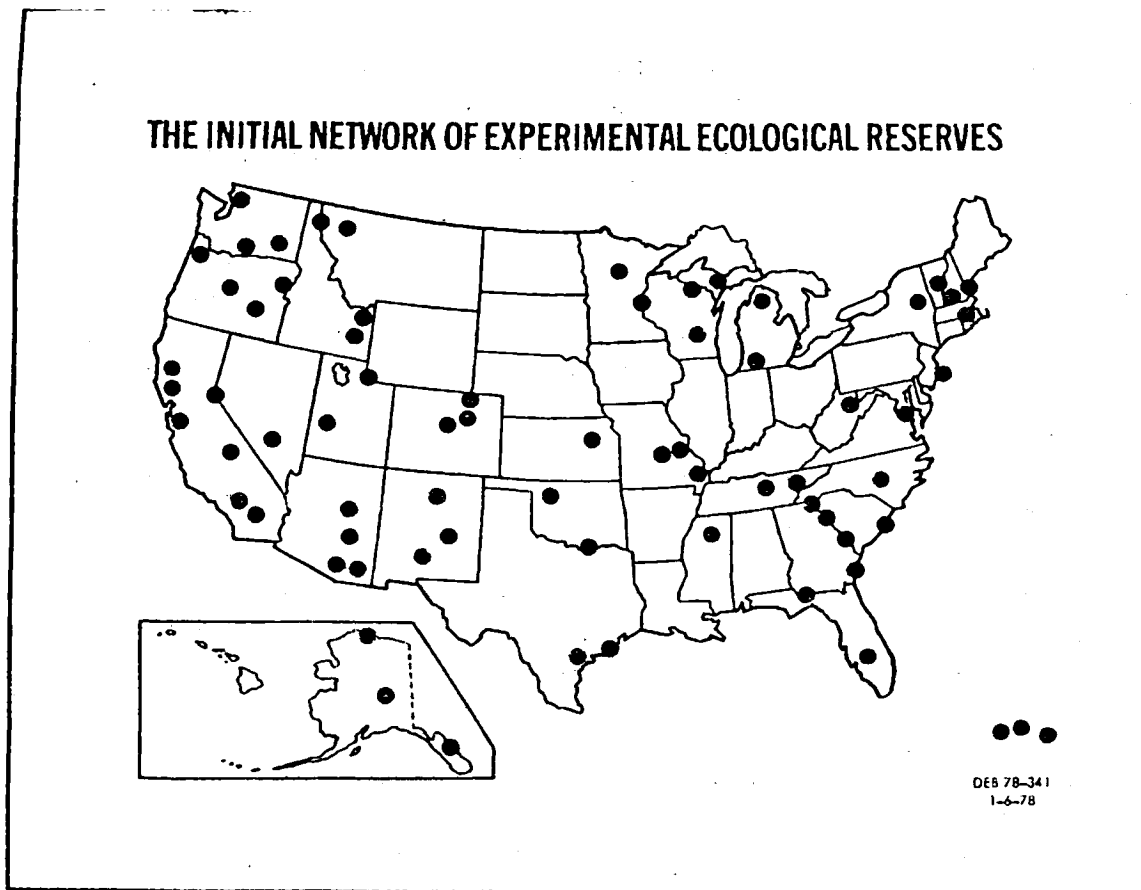 THE INITIAL NETWORK OF EXPERIMENTAL ECOLOGICAL RESERVES
DEB 78-341
1-6-78